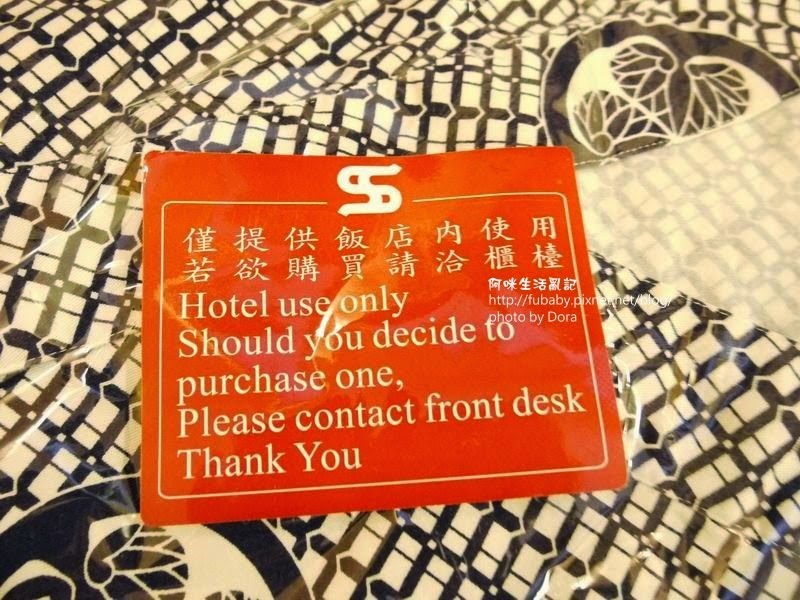 僅提供飯店內使用
若欲購買請洽櫃檯
Hotel use only
Should you decide to
purchase one,
Please contact front desk
Thank You
阿咪生活亂記
http://fubaby.pixnet.net/blog/
photo by Dora